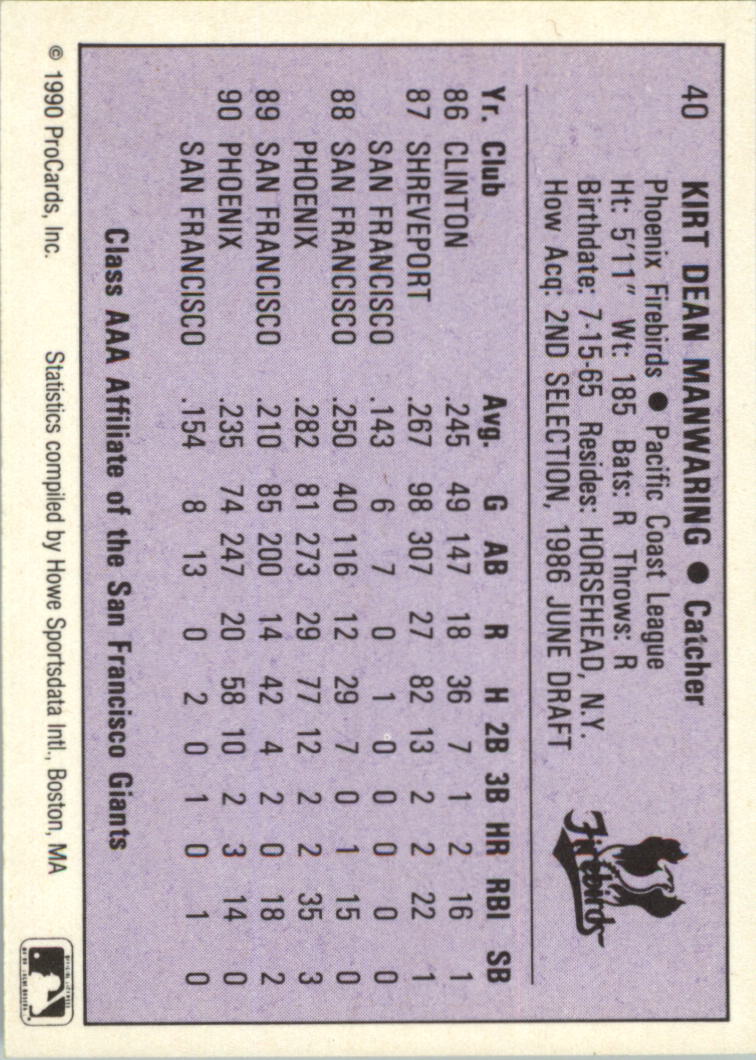 40 KIRT DEAN MANWARING ● Catcher
Phoenix Firebirds ● Pacific Coast League
Ht: 5'11" Wt: 185 Bats: R Throws: R
Birthdate: 7-15-65 Resides: HORSEHEAD, N.Y.
How Acq: 2ND SELECTION, 1986 JUNE DRAFT
Firebirds
Yr. Club Avg. G AB R H 2B 3B HR RBI SB
86 CLINTON .245 49 147 18 36 7 1 2 16 1
87 SHREVEPORT .267 98 307 27 82 13 2 2 22 1
SAN FRANCISCO .143 6 7 0 1 0 0 0 0 0
88 SAN FRANCISCO .250 40 116 12 29 7 0 1 15 0
PHOENIX .282 81 273 29 77 12 2 2 35 3
89 SAN FRANCISCO .210 85 200 14 42 4 2 0 18 2
90 PHOENIX .235 74 247 20 58 10 2 3 14 0
SAN FRANCISCO .154 8 13 0 2 0 1 0 1 0
Class AAA Affiliate of the San Francisco Giants
© 1990 ProCards, Inc. Statistics compiled by Howe Sportsdata Intl., Boston, MA